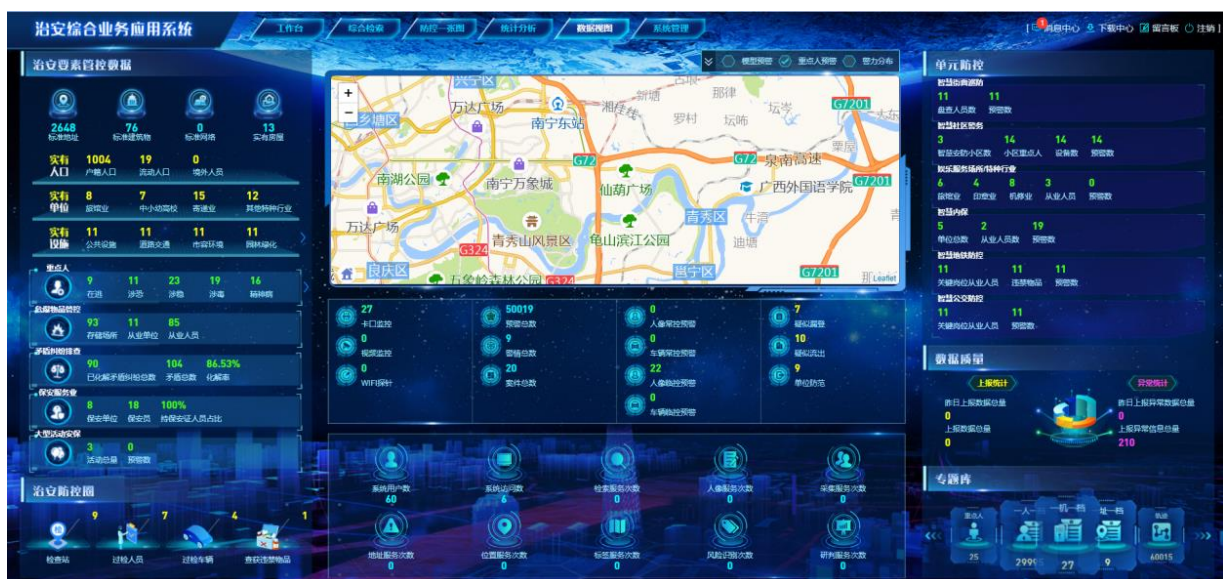 治安综合业务应用系统
工作台
综合检索
防控一张图
统计分析
数据视图
系统管理
[ 1 消息中心 下载中心 留言板 注销 ]
治安要素管控数据
2648 76 0 13
标准地址 标准建筑物 标准网格 实有房屋
实有人口 1004 19 0
户籍人口 流动人口 境外人员
实有单位 8 7 15 12
旅馆业 中小幼高校 寄递业 其他特种行业
实有设施 11 11 11 11
公共设施 道路交通 市容环境 园林绿化
重点人
9 11 23 19 16
在逃 涉恐 涉稳 涉毒 精神病
危爆物品管控
93 11 85
存储场所 从业单位 从业人员
矛盾纠纷排查
90 104 86.53%
已化解矛盾纠纷总数 矛盾总数 化解率
保安服务业
8 18 100%
保安单位 保安员 持保安证人员占比
大型活动安保
3 0
活动总量 预警数
治安防控圈
9 7 4 1
检查站 过检人员 过检车辆 查获违禁物品
模型预警 重点人预警 警力分布
+
-
兴宁区
万达广场
乡塘区
南宁东站
新塘
那律
罗村
坛岺
坛昢
G7201
G72
G72
泉南高速
南湖公园
南宁万象城
仙葫广场
广西外国语学院
G7201
万达广场
青秀区
青秀山风景区
龟山滨江公园
G324
良庆区
万象岭森林公园
G324
邕宁区
G7201
Leaflet
27 50019 0 7
卡口监控 预警总数 人像常控预警 疑似漏登
0 9 0 10
视频监控 警情总数 车辆常控预警 疑似流出
0 20 22 9
WIFI探针 案件总数 人像临控预警 单位防范
0
车辆临控预警
系统用户数 系统访问数 检索服务次数 人像服务次数 采集服务次数
60 6 0 0 0
地址服务次数 位置服务次数 标签服务次数 风险识别次数 研判服务次数
0 0 0 0 0
单元防控
智慧街面巡防
11 11
盘查人员数 预警数
智慧社区警务
3 14 14 14
智慧安防小区数 小区重点人 设备数 预警数
娱乐服务场所/特种行业
6 4 8 3 0
旅馆业 印章业 机修业 从业人员 预警数
智慧内保
5 2 19
单位总数 从业人员数 预警数
智慧地铁防控
11 11 11
关键岗位从业人员 违禁物品 预警数
智慧公交防控
11 11
关键岗位从业人员 预警数
数据质量
上报统计 异常统计
昨日上报数据总量 昨日上报异常数据总量
0 0
上报数据总量 上报异常信息总量
0 210
专题库
重点人 一人一 一机一档 址一档 轨迹
25 2999 27 9 60015